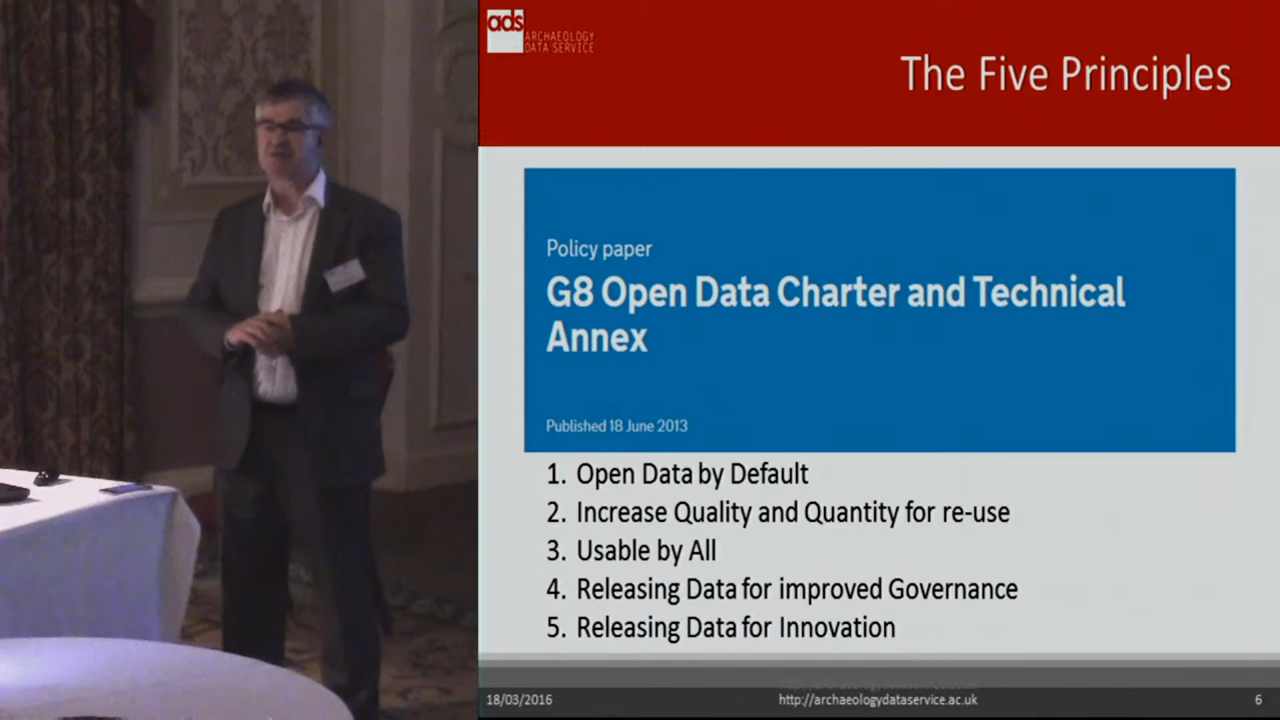 ads
ARCHAEOLOGY
DATA SERVICE
The Five Principles
Policy paper
G8 Open Data Charter and Technical
Annex
Published 18 June 2013
1. Open Data by Default
2. Increase Quality and Quantity for re-use
3. Usable by All
4. Releasing Data for improved Governance
5. Releasing Data for Innovation
18/03/2016
http://archaeologydataservice.ac.uk
6